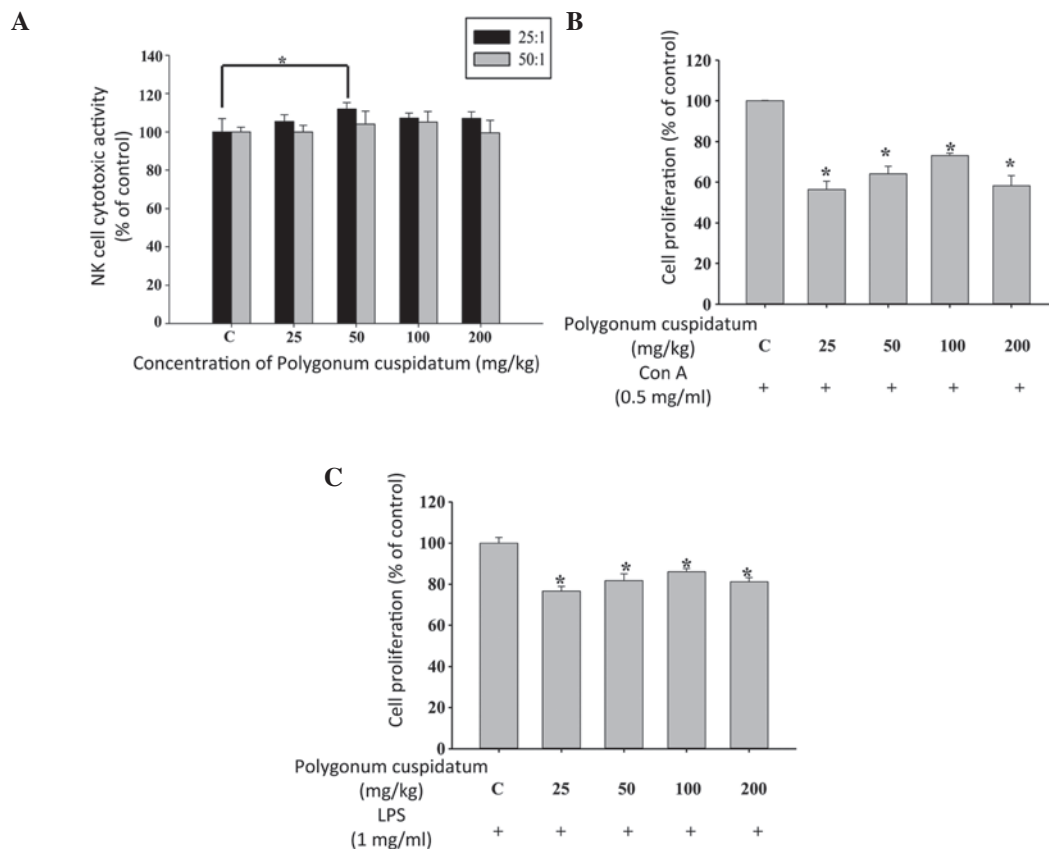 A
NK cell cytotoxic activity
(% of control)
140
120
100
80
60
40
20
0
*
25:1
50:1
C 25 50 100 200
Concentration of Polygonum cuspidatum (mg/kg)
B
Cell proliferation (% of control)
120
100
80
60
40
20
0
* * * *
Polygonum cuspidatum
(mg/kg) C 25 50 100 200
Con A
(0.5 mg/ml) + + + + +
C
Cell proliferation (% of control)
120
100
80
60
40
20
0
* * * *
Polygonum cuspidatum
(mg/kg) C 25 50 100 200
LPS
(1 mg/ml) + + + + +